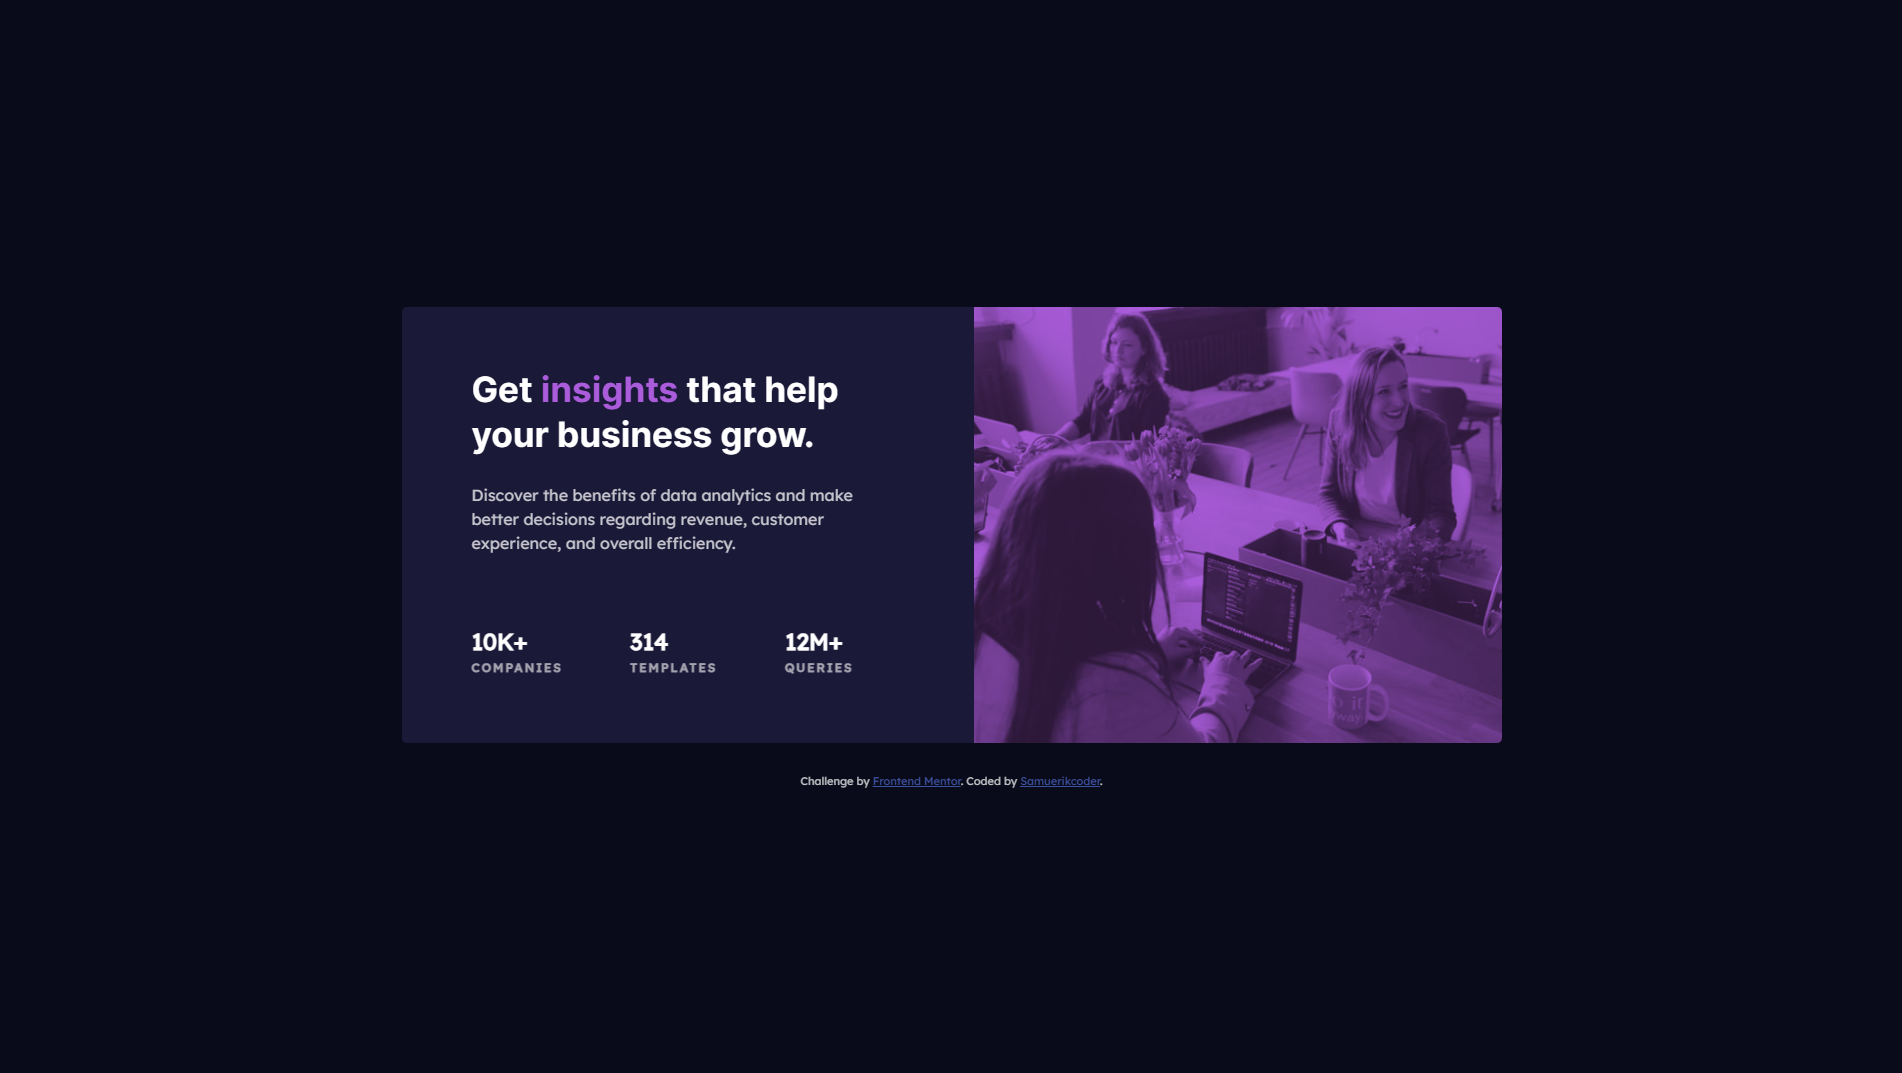 Get insights that help
your business grow.
Discover the benefits of data analytics and make
better decisions regarding revenue, customer
experience, and overall efficiency.
10K+ 314 12M+
COMPANIES TEMPLATES QUERIES
Challenge by Frontend Mentor. Coded by Samuerikcoder.